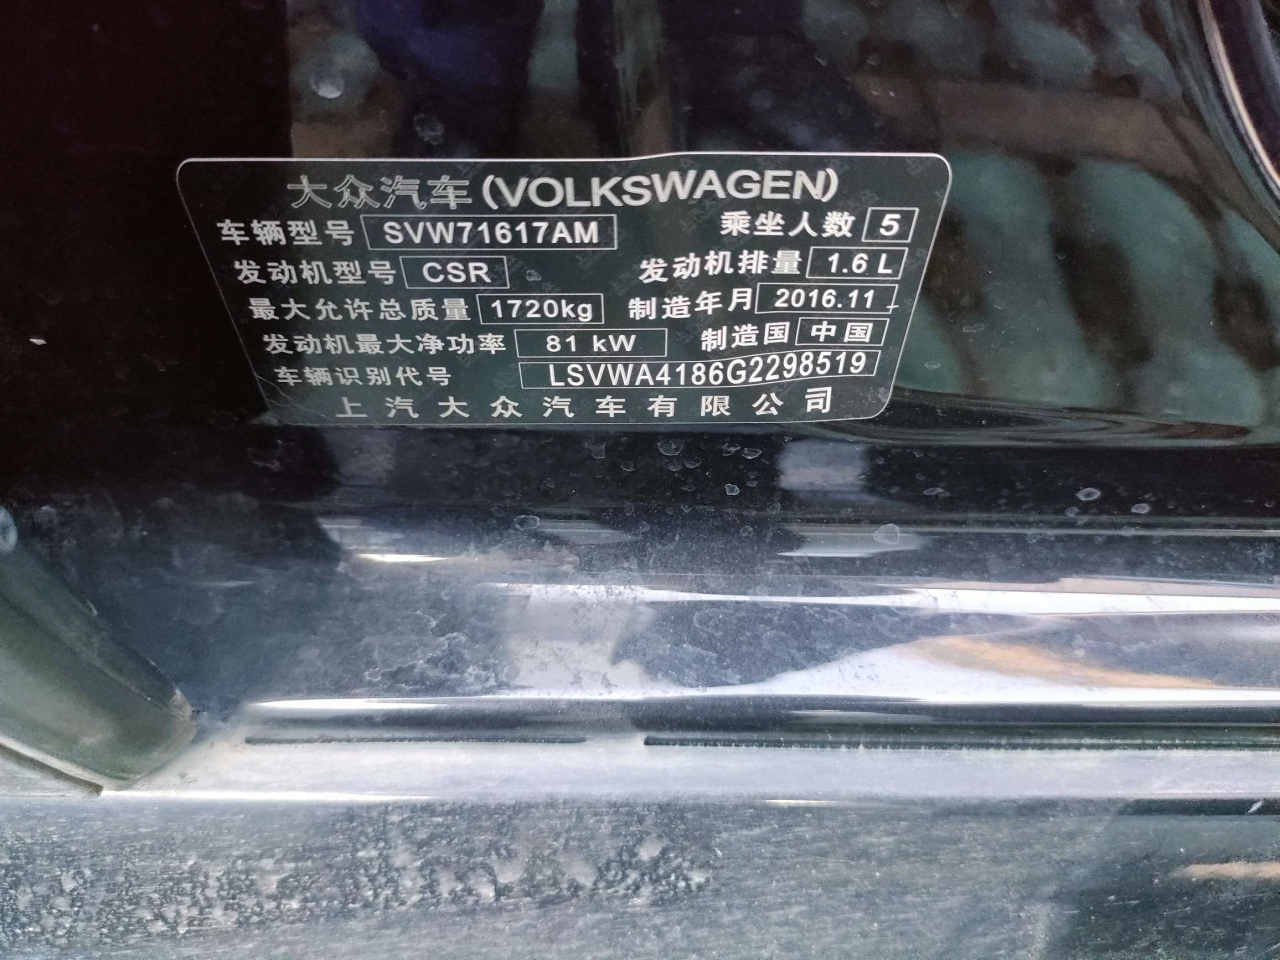 大众汽车(VOLKSWAGEN)
车辆型号 SVW71617AM 乘坐人数 5
发动机型号 CSR 发动机排量 1.6 L
最大允许总质量 1720kg 制造年月 2016.11
发动机最大净功率 81 kW 制造国 中国
车辆识别代号 LSVWA4186G2298519
上汽大众汽车有限公司